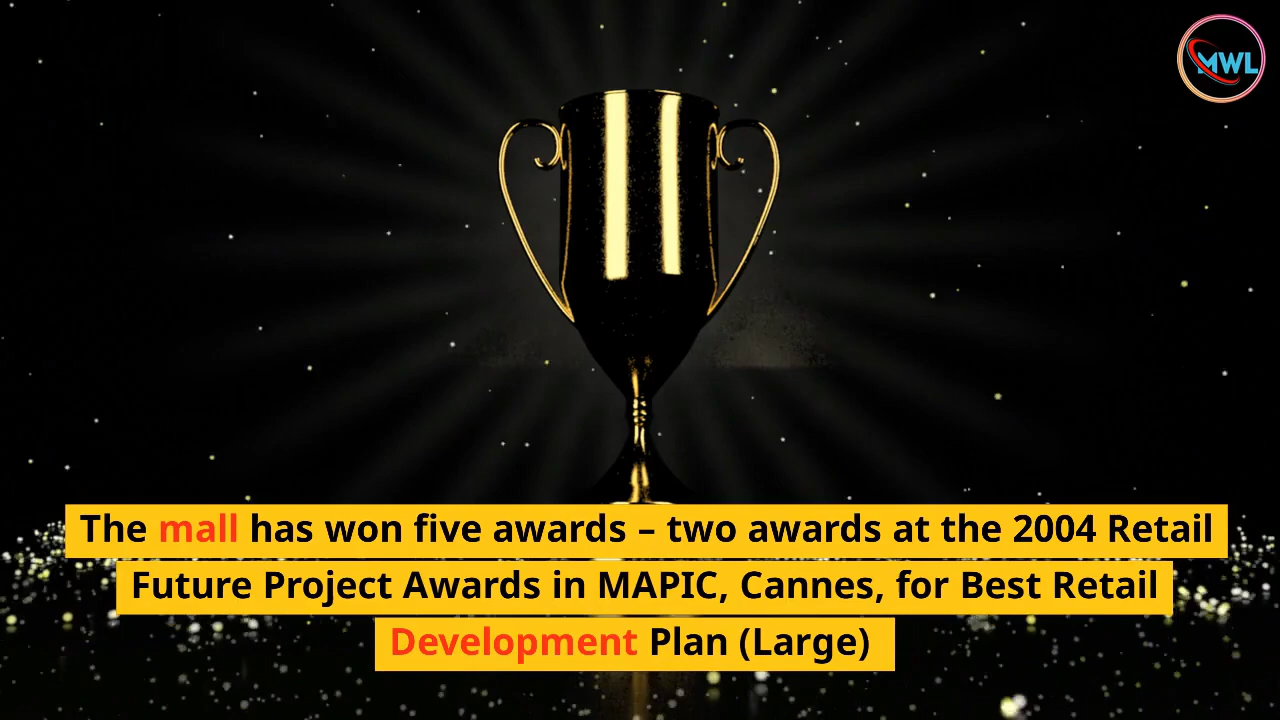 MWL
The mall has won five awards – two awards at the 2004 Retail
Future Project Awards in MAPIC, Cannes, for Best Retail
Development Plan (Large)